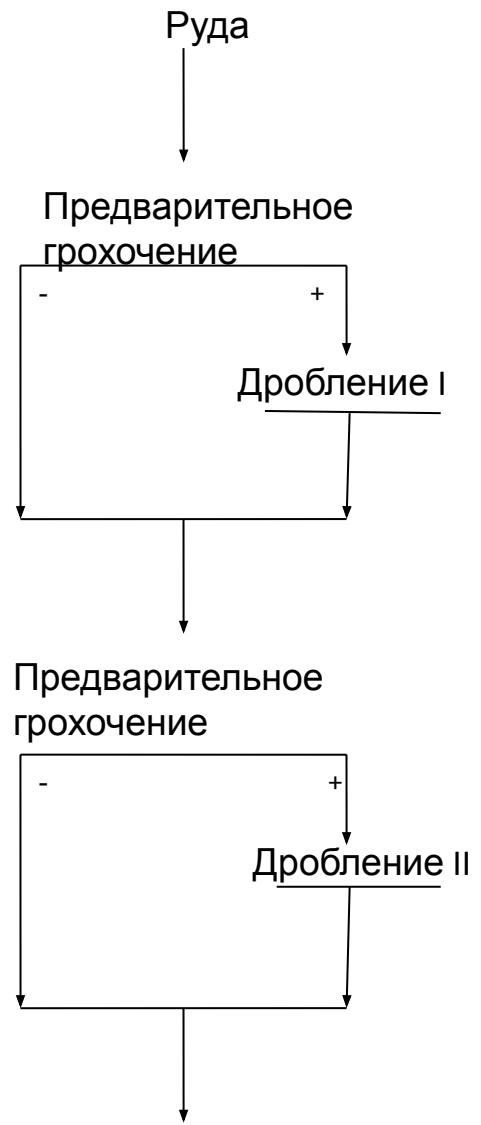 Руда
Предварительное
грохочение
- +
Дробление I
Предварительное
грохочение
- +
Дробление II